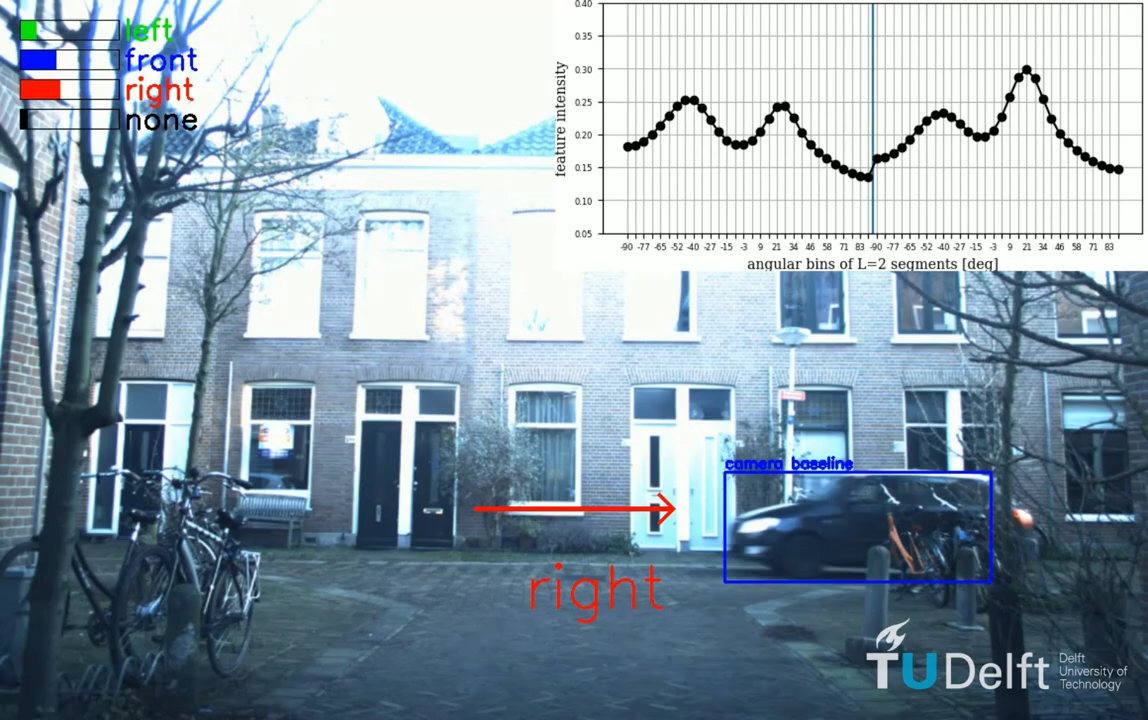 left
front
right
none
0.40
0.35
0.30
0.25
0.20
0.15
0.10
0.05
feature intensity
-90 -77 -65 -52 -40 -27 -15 -3 9 21 34 46 58 71 83 -90 -77 -65 -52 -40 -27 -15 -3 9 21 34 46 58 71 83
angular bins of L=2 segments [deg]
camera baseline
right
TUDelft
Delft
University of
Technology